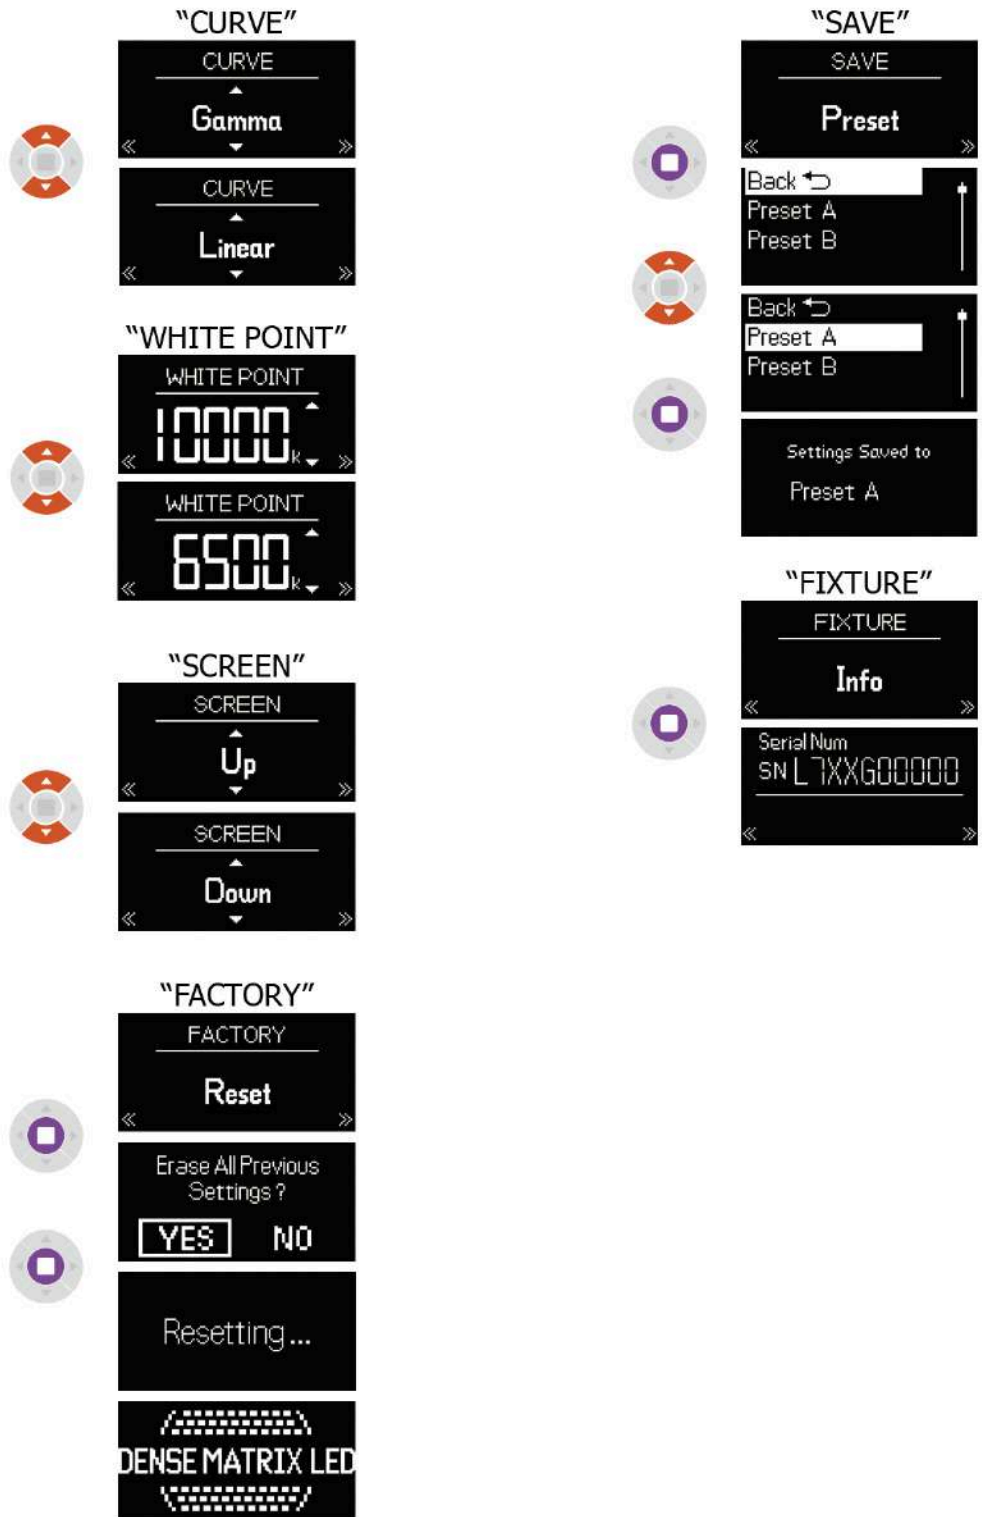 “CURVE”
CURVE
Gamma
CURVE
Linear
“WHITE POINT”
WHITE POINT
10000K
WHITE POINT
6500K
“SCREEN”
SCREEN
Up
SCREEN
Down
“FACTORY”
FACTORY
Reset
Erase All Previous
Settings ?
YES NO
Resetting...
DENSE MATRIX LED
“SAVE”
SAVE
Preset
Back
Preset A
Preset B
Back
Preset A
Preset B
Settings Saved to
Preset A
“FIXTURE”
FIXTURE
Info
Serial Num
SN L7XXG00000